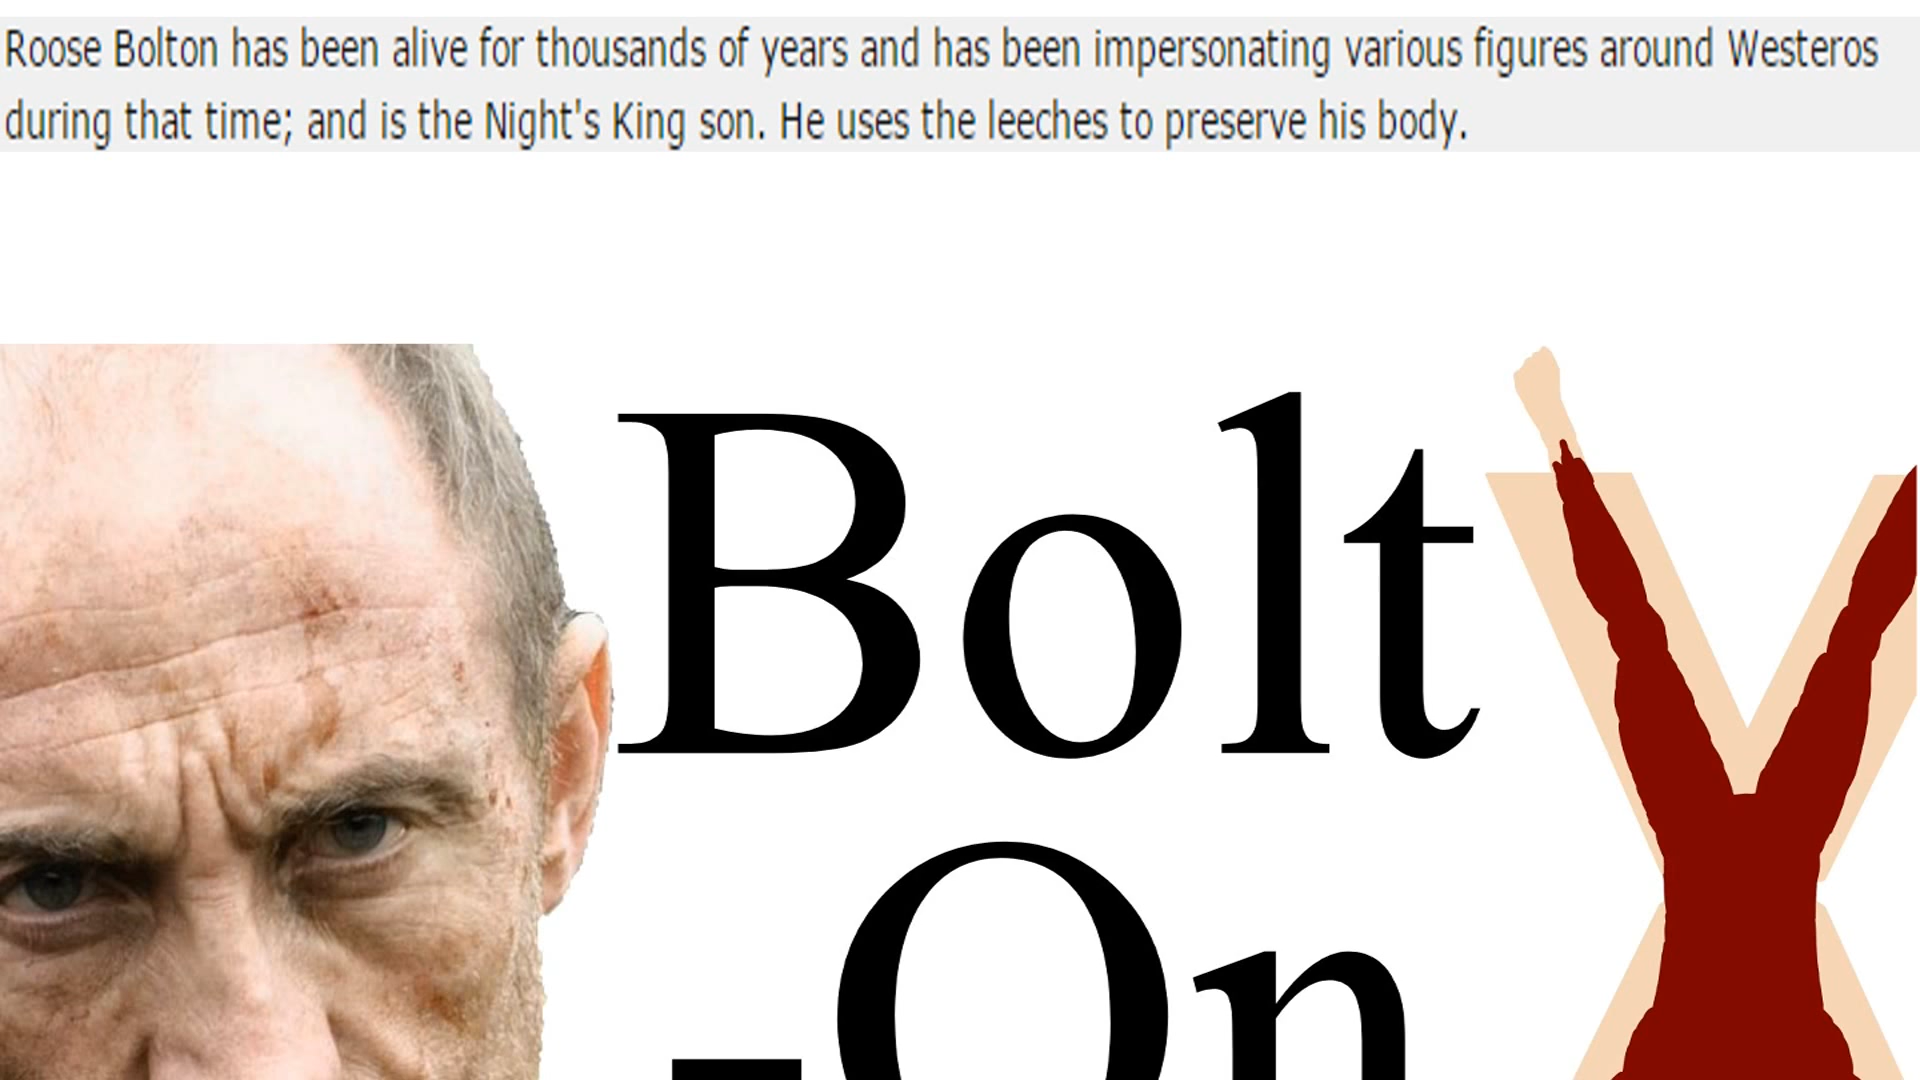 Roose Bolton has been alive for thousands of years and has been impersonating various figures around Westeros
during that time; and is the Night's King son. He uses the leeches to preserve his body.
Bolt
-On